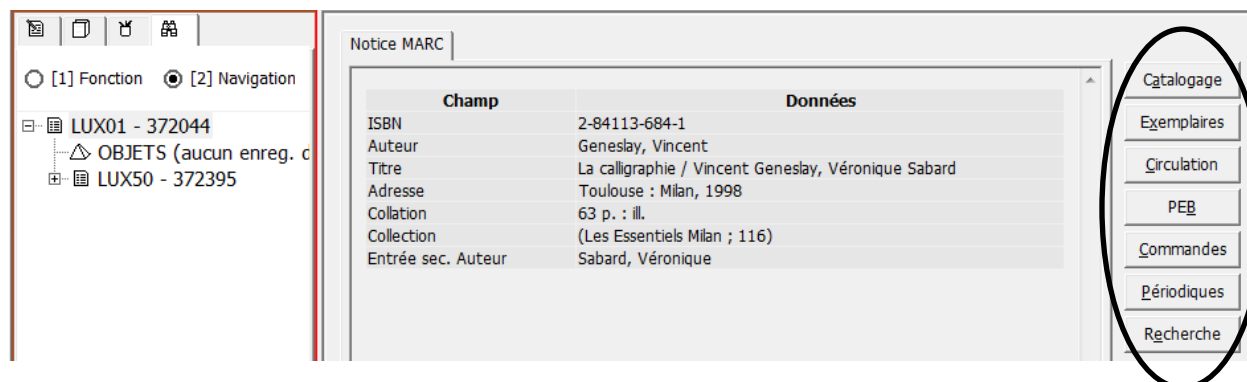 [1] Fonction [2] Navigation
LUX01 - 372044
OBJETS (aucun enreg. d
LUX50 - 372395
Notice MARC
Champ Données
ISBN 2-84113-684-1
Auteur Geneslay, Vincent
Titre La calligraphie / Vincent Geneslay, Véronique Sabard
Adresse Toulouse : Milan, 1998
Collation 63 p. : ill.
Collection (Les Essentiels Milan ; 116)
Entrée sec. Auteur Sabard, Véronique
Catalogage
Exemplaires
Circulation
PEB
Commandes
Périodiques
Recherche